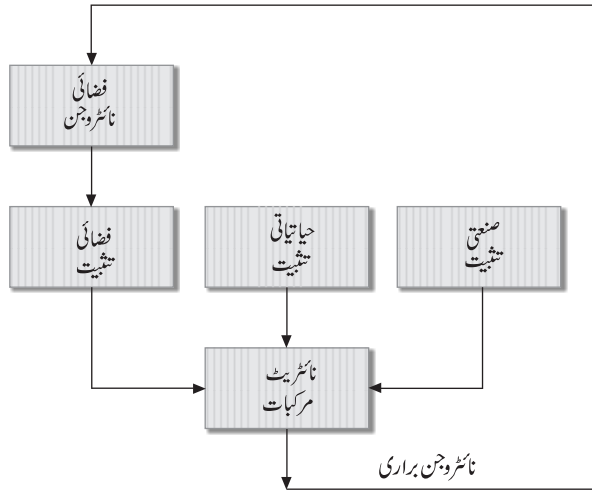 فضائی
نائٹروجن
صنعتی
تثبیت
حیاتیاتی
تثبیت
فضائی
تثبیت
نائٹریٹ
مرکبات
نائٹروجن براری